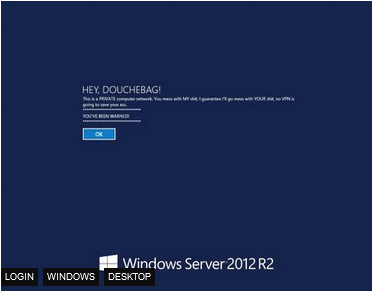 HEY, DOUCHEBAG!
This is a PRIVATE computer network. You mess with MY shit, I guarantee I'll go mess with YOUR shit, no VPN is
going to save your ass.
YOU'VE BEEN WARNED!
OK
Windows Server 2012 R2
LOGIN WINDOWS DESKTOP